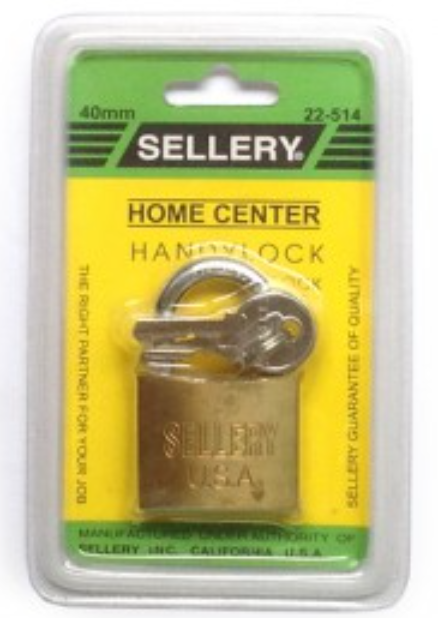 40mm 22-514
SELLERY®
HOME CENTER
HANDYLOCK
THE RIGHT PARTNER FOR YOUR JOB
SELLERY GUARANTEE OF QUALITY
SELLERY
U.S.A.
MANUFACTURED UNDER AUTHORITY OF
SELLERY INC. CALIFORNIA, U.S.A.